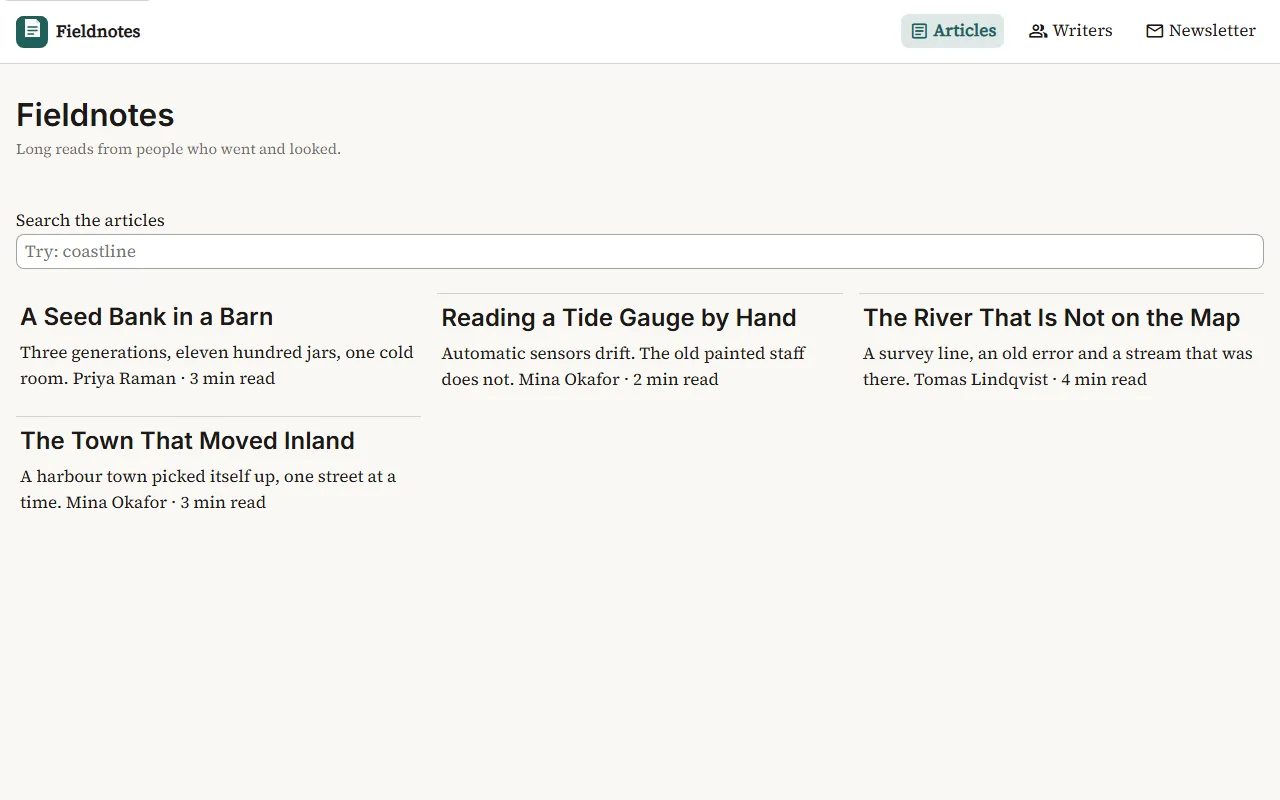 Fieldnotes
Articles
Writers
Newsletter
Fieldnotes
Long reads from people who went and looked.
Search the articles
Try: coastline
A Seed Bank in a Barn
Three generations, eleven hundred jars, one cold
room. Priya Raman · 3 min read
Reading a Tide Gauge by Hand
Automatic sensors drift. The old painted staff
does not. Mina Okafor · 2 min read
The River That Is Not on the Map
A survey line, an old error and a stream that was
there. Tomas Lindqvist · 4 min read
The Town That Moved Inland
A harbour town picked itself up, one street at a
time. Mina Okafor · 3 min read